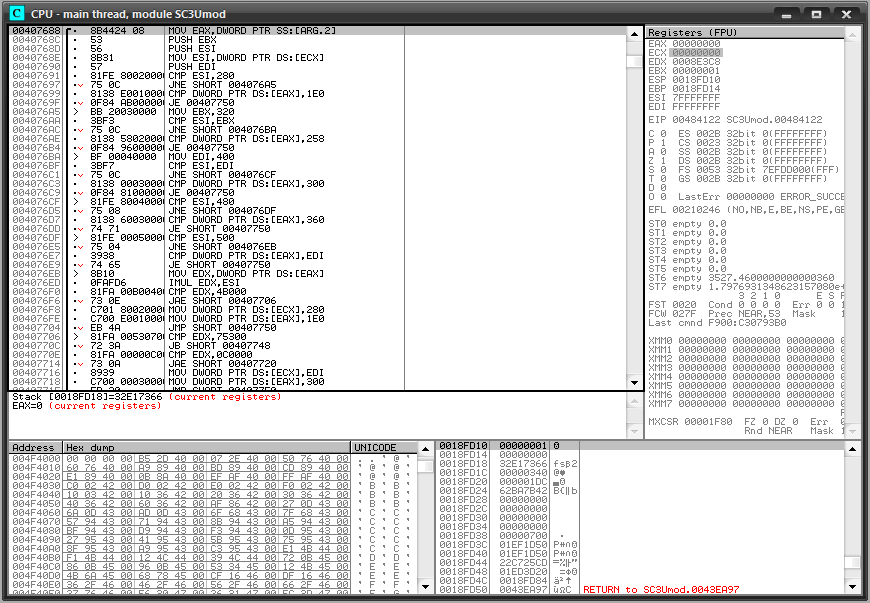 CPU - main thread, module SC3Umod
00407688 8B4424 08 MOV EAX,DWORD PTR SS:[ARG.2]
0040768C 53 PUSH EBX
0040768D 56 PUSH ESI
0040768E 8B31 MOV ESI,DWORD PTR DS:[ECX]
00407690 57 PUSH EDI
00407691 81FE 80020000 CMP ESI,280
00407697 75 0C JNE SHORT 004076A5
00407699 8138 E0010000 CMP DWORD PTR DS:[EAX],1E0
0040769F 0F84 AB000000 JE 00407750
004076A5 BB 20030000 MOV EBX,320
004076AA 3BF3 CMP ESI,EBX
004076AC 75 0C JNE SHORT 004076BA
004076AE 8138 58020000 CMP DWORD PTR DS:[EAX],258
004076B4 0F84 96000000 JE 00407750
004076BA BF 00040000 MOV EDI,400
004076BF 3BF7 CMP ESI,EDI
004076C1 75 0C JNE SHORT 004076CF
004076C3 8138 00030000 CMP DWORD PTR DS:[EAX],300
004076C9 0F84 81000000 JE 00407750
004076CF 81FE 80040000 CMP ESI,480
004076D5 75 08 JNE SHORT 004076DF
004076D7 8138 60030000 CMP DWORD PTR DS:[EAX],360
004076DD 74 71 JE SHORT 00407750
004076DF 81FE 00050000 CMP ESI,500
004076E5 75 04 JNE SHORT 004076EB
004076E7 3938 CMP DWORD PTR DS:[EAX],EDI
004076E9 74 65 JE SHORT 00407750
004076EB 8B10 MOV EDX,DWORD PTR DS:[EAX]
004076ED 0FAFD6 IMUL EDX,ESI
004076F0 81FA 00B00400 CMP EDX,4B000
004076F6 73 0E JAE SHORT 00407706
004076F8 C701 80020000 MOV DWORD PTR DS:[ECX],280
004076FE C700 E0010000 MOV DWORD PTR DS:[EAX],1E0
00407704 EB 4A JMP SHORT 00407750
00407706 81FA 00530700 CMP EDX,75300
0040770C 72 3A JB SHORT 00407748
0040770E 81FA 00000C00 CMP EDX,0C0000
00407714 73 0A JAE SHORT 00407720
00407716 8939 MOV DWORD PTR DS:[ECX],EDI
00407718 C700 00030000 MOV DWORD PTR DS:[EAX],300
Stack [0018FD18]=32E17366 (current registers)
EAX=0 (current registers)
Registers (FPU)
EAX 00000000
ECX 00000000
EDX 0008E3C8
EBX 00000001
ESP 0018FD10
EBP 0018FD14
ESI 7FFFFFFF
EDI FFFFFFFF
EIP 00484122 SC3Umod.00484122
C 0 ES 002B 32bit 0(FFFFFFFF)
P 1 CS 0023 32bit 0(FFFFFFFF)
A 0 SS 002B 32bit 0(FFFFFFFF)
Z 1 DS 002B 32bit 0(FFFFFFFF)
S 0 FS 0053 32bit 7EFDD000(FFF)
T 0 GS 002B 32bit 0(FFFFFFFF)
D 0
O 0 LastErr 00000000 ERROR_SUCCE
EFL 00210246 (NO,NB,E,BE,NS,PE,GE
ST0 empty 0.0
ST1 empty 0.0
ST2 empty 0.0
ST3 empty 0.0
ST4 empty 0.0
ST5 empty 0.0
ST6 empty 3527.4600000000000360
ST7 empty 1.7976931348623157080e+
3 2 1 0 E S P
FST 0020 Cond 0 0 0 0 Err 0 0 1
FCW 027F Prec NEAR,53 Mask 1
Last cmnd F900:C30793B0
XMM0 00000000 00000000 00000000 0
XMM1 00000000 00000000 00000000 0
XMM2 00000000 00000000 00000000 0
XMM3 00000000 00000000 00000000 0
XMM4 00000000 00000000 00000000 0
XMM5 00000000 00000000 00000000 0
XMM6 00000000 00000000 00000000 0
XMM7 00000000 00000000 00000000 0
MXCSR 00001F80 FZ 0 DZ 0 Err 0
Rnd NEAR Mask 1
Address Hex dump UNICODE
004F4000 00 00 00 00 B5 2D 40 00 07 2E 40 00 50 76 40 00
004F4010 60 76 40 00 A9 89 40 00 BD 89 40 00 CD 89 40 00
004F4020 E1 89 40 00 0B 8A 40 00 EF AF 40 00 FF AF 40 00
004F4030 C0 02 42 00 D0 02 42 00 E0 02 42 00 F0 02 42 00
004F4040 10 03 42 00 10 36 42 00 20 36 42 00 30 36 42 00
004F4050 40 36 42 00 60 36 42 00 AF 86 42 00 27 0D 43 00
004F4060 6A 0D 43 00 AD 0D 43 00 6F 68 43 00 7F 68 43 00
004F4070 57 94 43 00 71 94 43 00 8B 94 43 00 A5 94 43 00
004F4080 BF 94 43 00 D9 94 43 00 F3 94 43 00 0D 95 43 00
004F4090 27 95 43 00 41 95 43 00 5B 95 43 00 75 95 43 00
004F40A0 8F 95 43 00 A9 95 43 00 C3 95 43 00 E1 4B 44 00
004F40B0 F1 4B 44 00 12 4C 44 00 39 4C 44 00 72 0B 45 00
004F40C0 86 0B 45 00 96 0B 45 00 53 34 45 00 12 4B 45 00
004F40D0 4B 6A 45 00 68 78 45 00 CF 16 46 00 DF 16 46 00
004F40E0 36 2F 46 00 46 2F 46 00 56 2F 46 00 66 2F 46 00
0018FD10 00000001
0018FD14 00000000
0018FD18 32E17366 fsß2
0018FD1C 00000340
0018FD20 000001DC
0018FD24 62BA7B42 B{║b
0018FD28 00000000
0018FD2C 00000000
0018FD30 00000000
0018FD34 00000000
0018FD38 00000700
0018FD3C 01EF1D50
0018FD40 01EF1D50
0018FD44 22C725CD
0018FD48 01ED3D20
0018FD4C 0018FD84
0018FD50 0043EA97 RETURN to SC3Umod.0043EA97